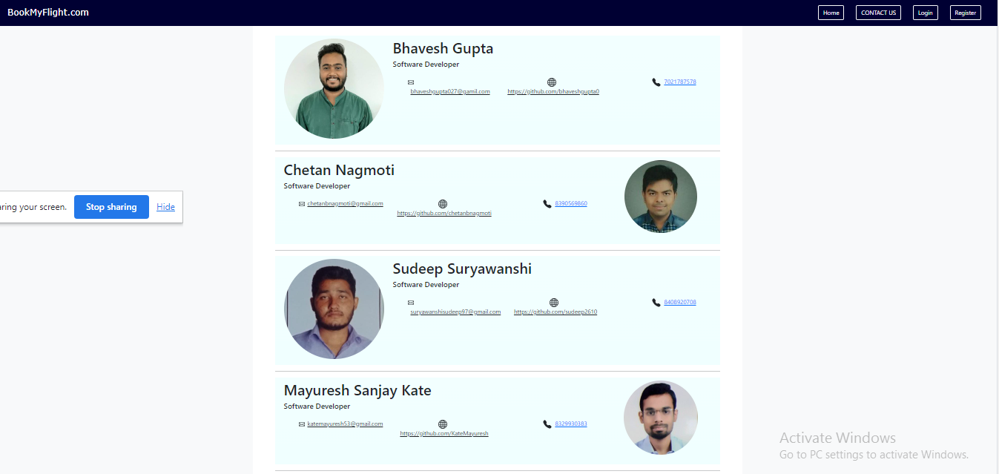 BookMyFlight.com
Home
CONTACT US
Login
Register
Bhavesh Gupta
Software Developer
bhaveshgupta027@gamil.com
https://github.com/bhaveshgupta0
7021787578
Chetan Nagmoti
Software Developer
chetanbnagmoti@gmail.com
https://github.com/chetanbnagmoti
8390569860
aring your screen.
Stop sharing
Hide
Sudeep Suryawanshi
Software Developer
suryawanshisudeep97@gmail.com
https://github.com/sudeep2610
8408920708
Mayuresh Sanjay Kate
Software Developer
katemayuresh53@gmail.com
https://github.com/KateMayuresh
8329930383
Activate Windows
Go to PC settings to activate Windows.